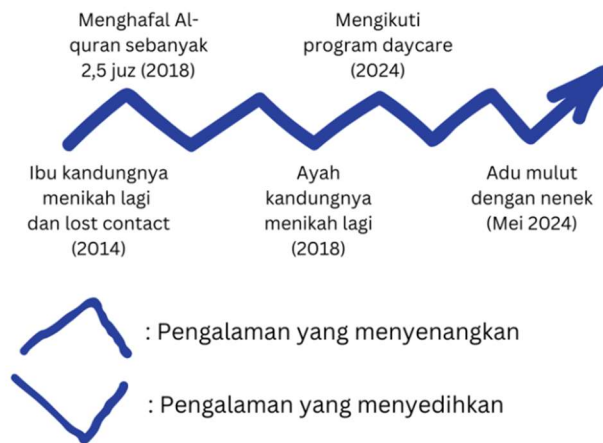 Menghafal Al-
quran sebanyak
2,5 juz (2018)
Mengikuti
program daycare
(2024)
Ibu kandungnya
menikah lagi
dan lost contact
(2014)
Ayah
kandungnya
menikah lagi
(2018)
Adu mulut
dengan nenek
(Mei 2024)
: Pengalaman yang menyenangkan
: Pengalaman yang menyedihkan